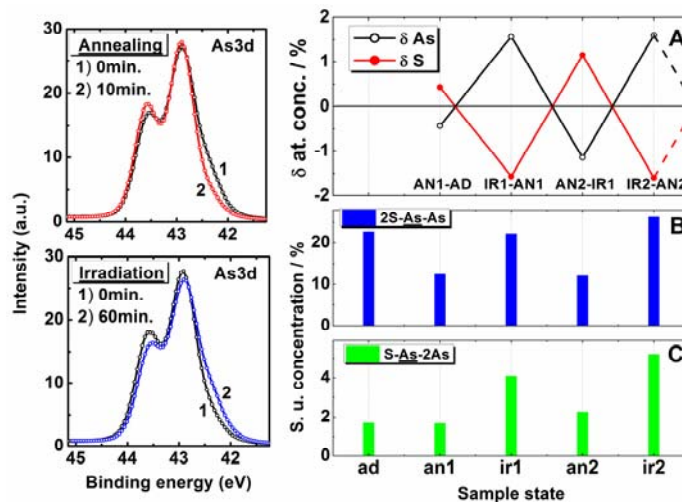 Annealing
1) 0min.
2) 10min.
As3d
1
2
30
20
10
0
45 44 43 42
Intensity (a.u.)
Irradiation
1) 0min.
2) 60min.
As3d
1
2
30
20
10
0
45 44 43 42
Binding energy (eV)
δ As
δ S
A
2
1
0
-1
-2
δ at. conc. / %
AN1-AD IR1-AN1 AN2-IR1 IR2-AN2
2S-As-As
B
20
10
0
S-As-2As
C
4
2
0
S. u. concentration / %
ad an1 ir1 an2 ir2
Sample state